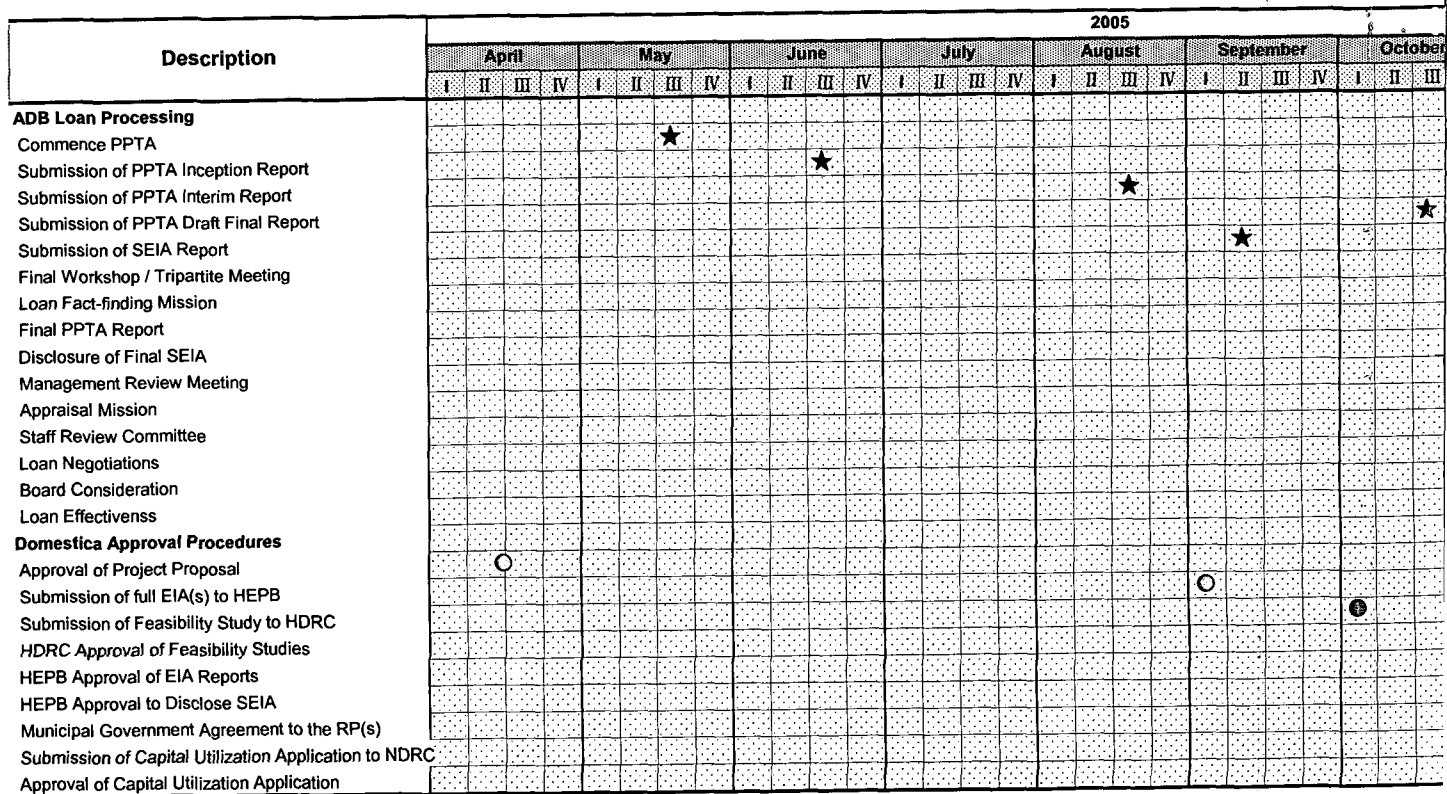 2005
Description
April May June July August September October
I II III IV I II III IV I II III IV I II III IV I II III IV I II III IV I II III
ADB Loan Processing
Commence PPTA
Submission of PPTA Inception Report
Submission of PPTA Interim Report
Submission of PPTA Draft Final Report
Submission of SEIA Report
Final Workshop / Tripartite Meeting
Loan Fact-finding Mission
Final PPTA Report
Disclosure of Final SEIA
Management Review Meeting
Appraisal Mission
Staff Review Committee
Loan Negotiations
Board Consideration
Loan Effectivenss
Domestica Approval Procedures
Approval of Project Proposal
Submission of full EIA(s) to HEPB
Submission of Feasibility Study to HDRC
HDRC Approval of Feasibility Studies
HEPB Approval of EIA Reports
HEPB Approval to Disclose SEIA
Municipal Government Agreement to the RP(s)
Submission of Capital Utilization Application to NDRC
Approval of Capital Utilization Application